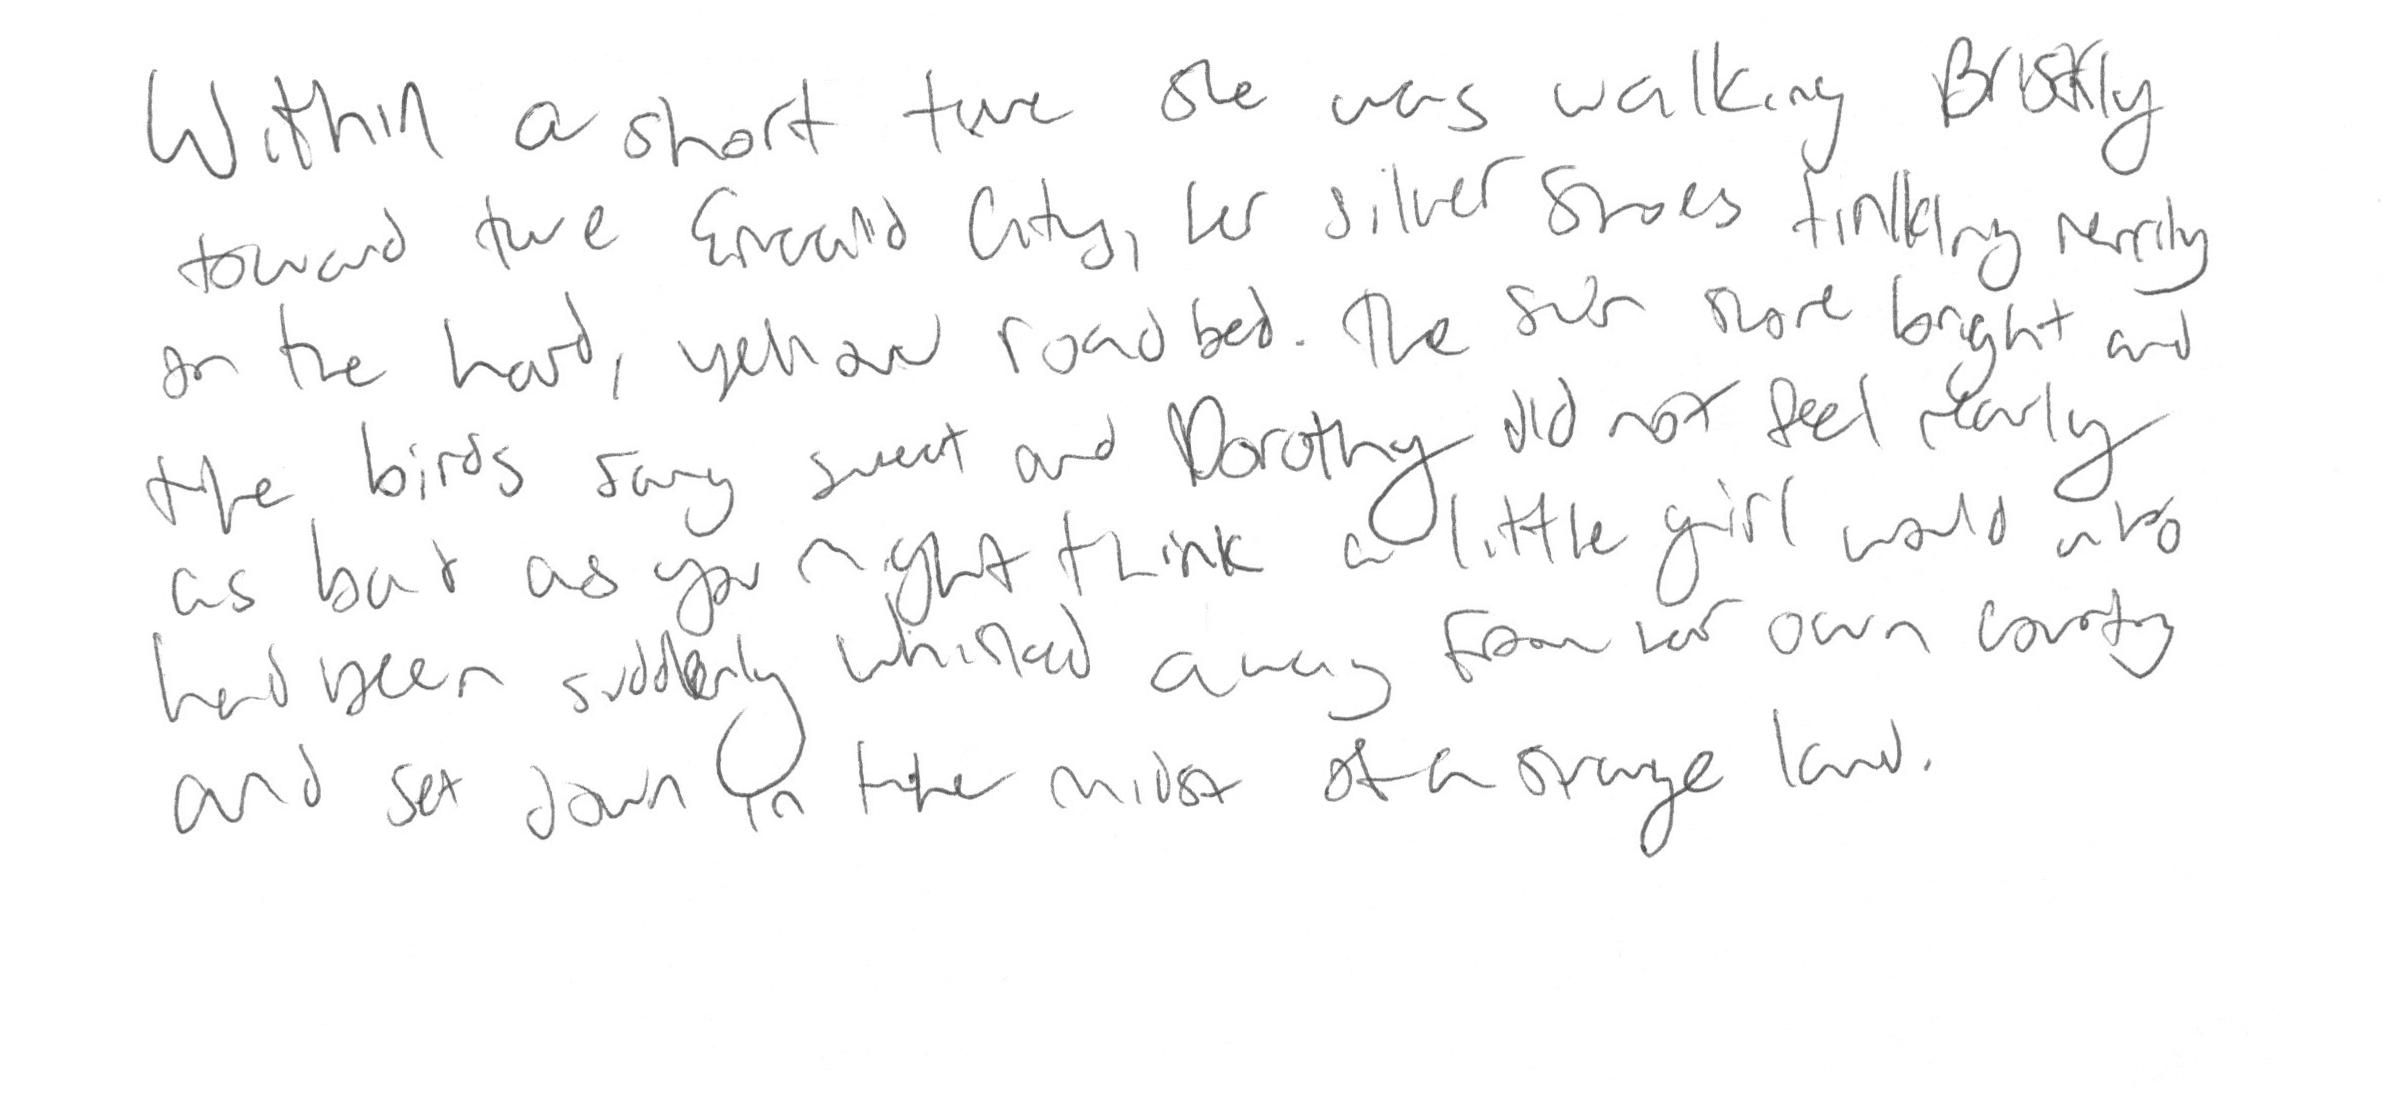 Within a short time she was walking Briskly
toward the Emerald City, her silver shoes tinkling merrily
on the hard, yellow roadbed. The sun shone bright and
the birds sang sweet and Dorothy did not feel nearly
as bad as you might think a little girl would who
had been suddenly whisked away from her own country
and set down in the midst of a strange land.